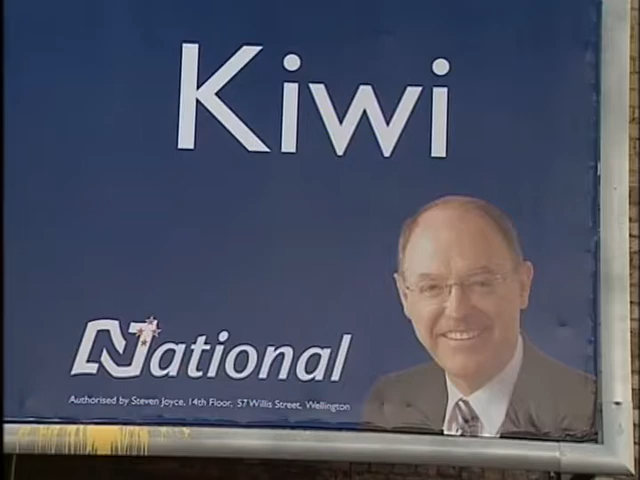 Kiwi
National
Authorised by Steven Joyce, 14th Floor, 57 Willis Street, Wellington